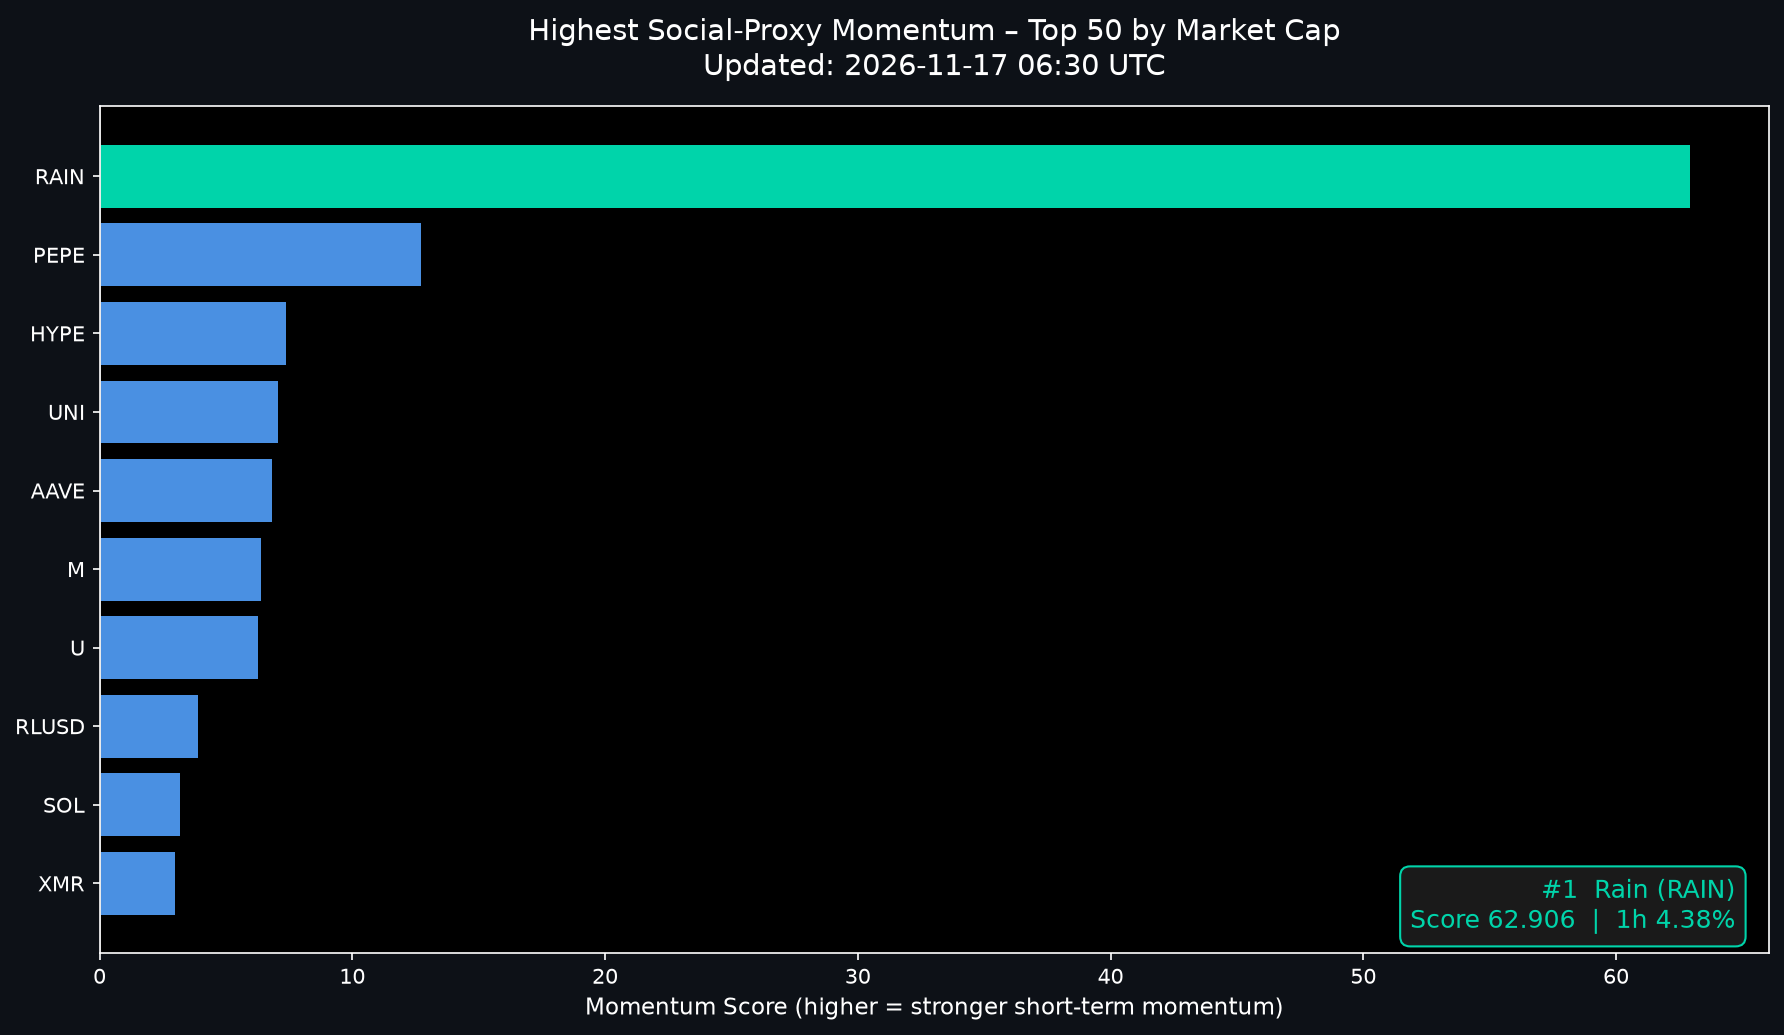 Highest Social-Proxy Momentum – Top 50 by Market Cap
Updated: 2026-11-17 06:30 UTC
RAIN
PEPE
HYPE
UNI
AAVE
M
U
RLUSD
SOL
XMR
#1 Rain (RAIN)
Score 62.906 | 1h 4.38%
0 10 20 30 40 50 60
Momentum Score (higher = stronger short-term momentum)